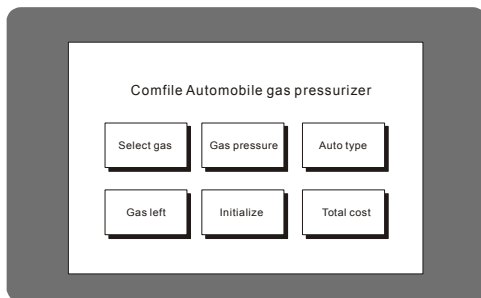 Comfile Automobile gas pressurizer
Select gas Gas pressure Auto type
Gas left Initialize Total cost